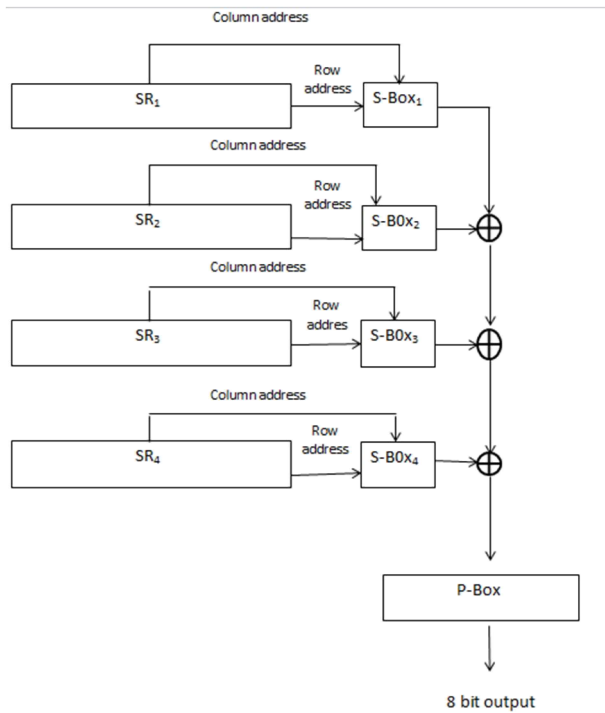 Column address
Row
address
SR₁
S-Box₁
Column address
Row
address
SR₂
S-B0x₂
Column address
Row
addres
SR₃
S-B0x₃
Column address
Row
address
SR₄
S-B0x₄
P-Box
8 bit output